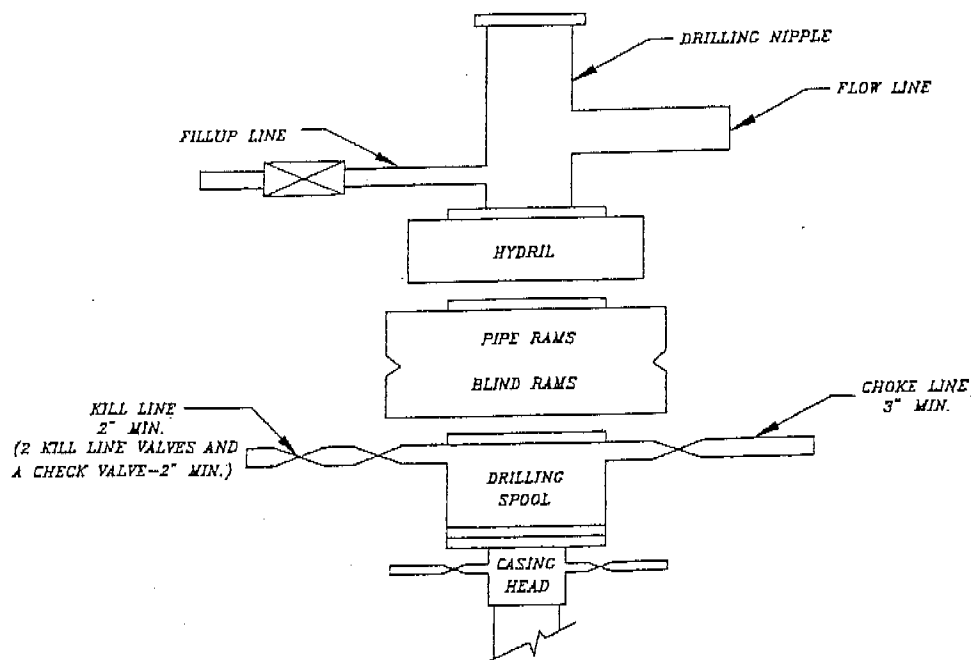 DRILLING NIPPLE
FLOW LINE
FILLUP LINE
HYDRIL
PIPE RAMS
BLIND RAMS
CHOKE LINE,
3" MIN.
KILL LINE
2" MIN.
(2 KILL LINE VALVES AND
A CHECK VALVE-2" MIN.)
DRILLING
SPOOL
CASING
HEAD